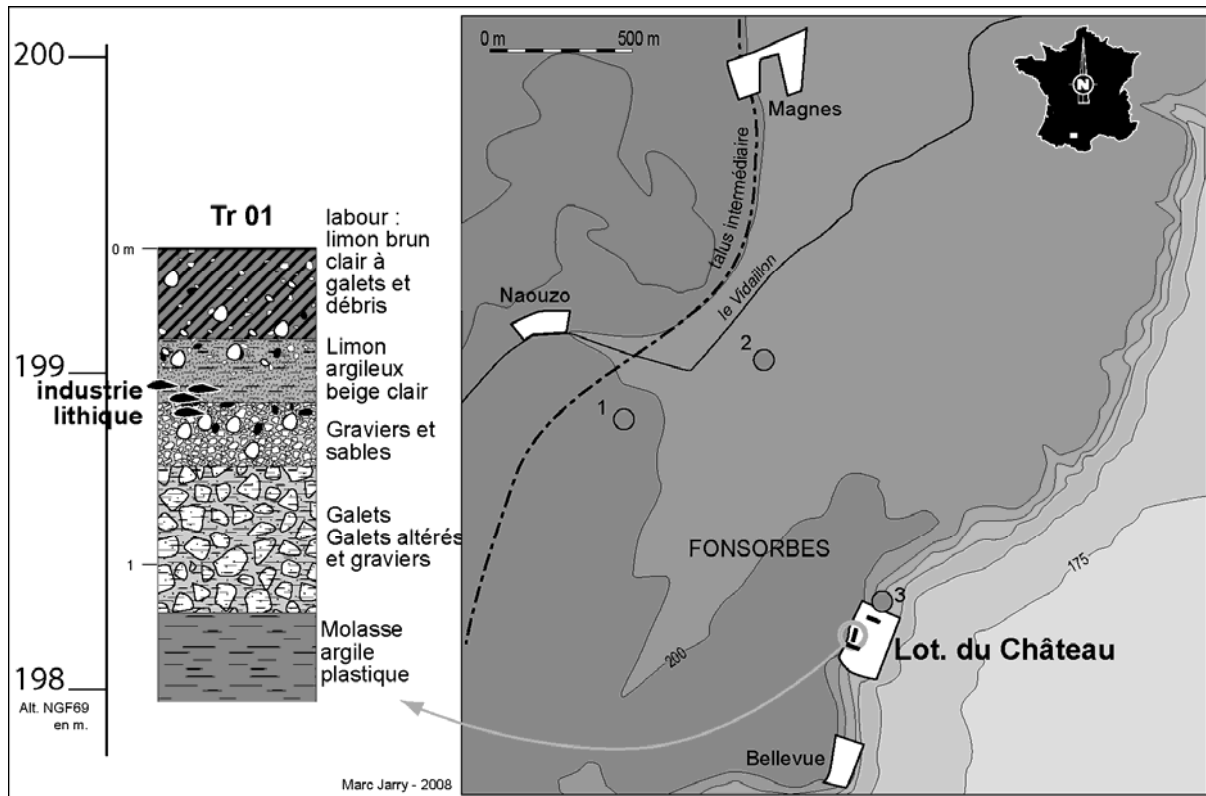 200
199
198
Alt. NGF69
en m.
Tr 01
0 m
1
industrie
lithique
labour :
limon brun
clair à
galets et
débris
Limon
argileux
beige clair
Graviers et
sables
Galets
Galets altérés
et graviers
Molasse
argile
plastique
Marc Jarry - 2008
0 m
500 m
Magnes
N
talus intermédiaire
le Vidaillon
Naouzo
2
1
FONSORBES
175
3
200
Lot. du Château
Bellevue